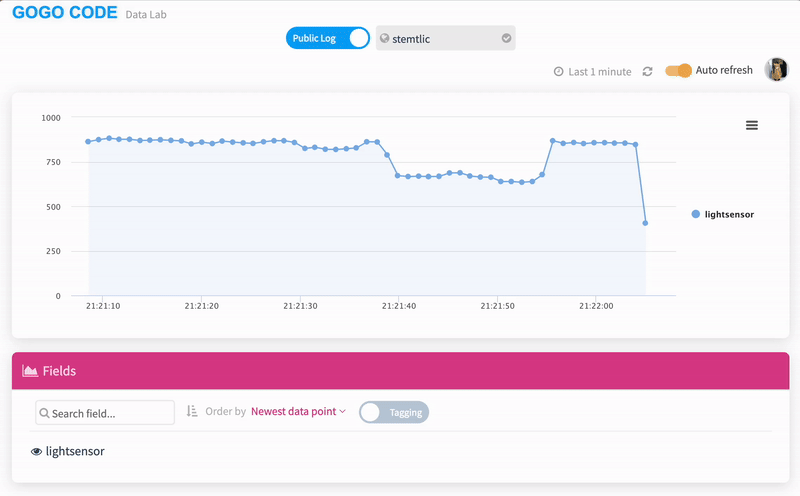 GOGO CODE Data Lab
Public Log stemtlic
Last 1 minute Auto refresh
1000
750
500
250
0
21:21:10 21:21:20 21:21:30 21:21:40 21:21:50 21:22:00
lightsensor
Fields
Search field... Order by Newest data point Tagging
lightsensor